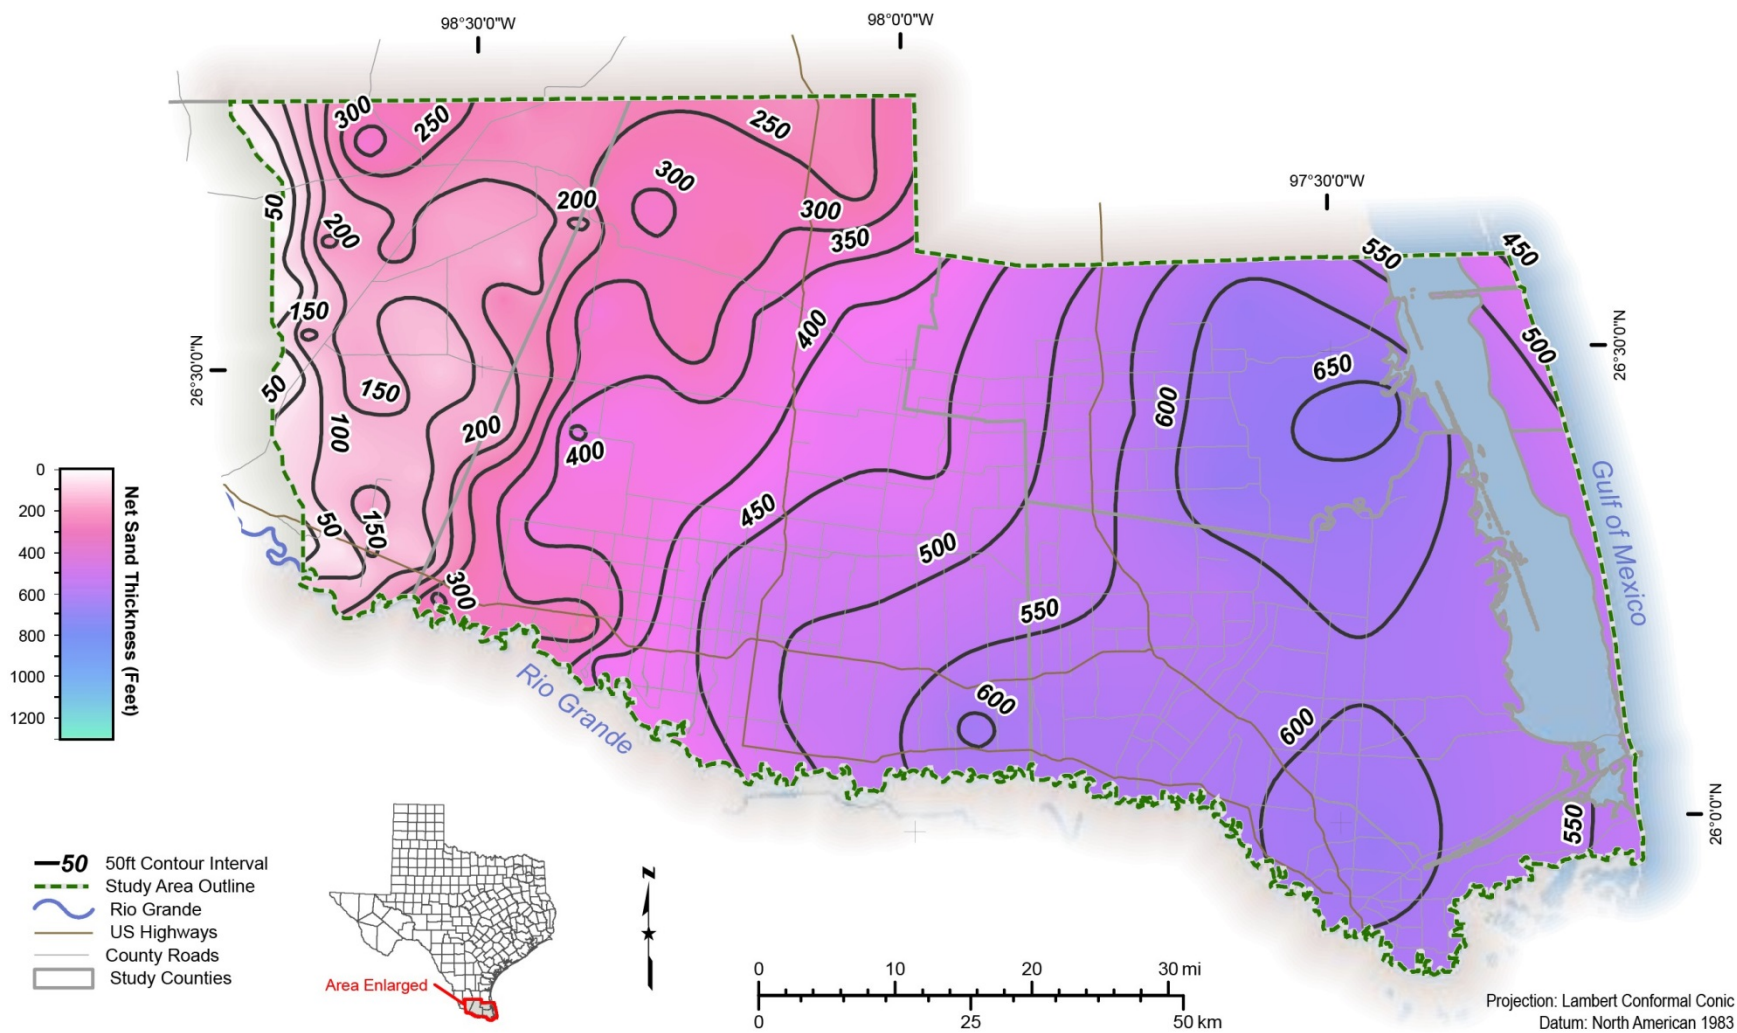 98°30'0"W
98°0'0"W
97°30'0"W
300
250
250
50
200
200
300
300
350
550
450
150
400
500
26°30'0"N
26°30'0"N
50
150
650
600
100
200
400
450
500
50
150
300
550
600
600
550
26°0'0"N
Gulf of Mexico
Rio Grande
0
200
400
600
800
1000
1200
Net Sand Thickness (Feet)
50 50ft Contour Interval
Study Area Outline
Rio Grande
US Highways
County Roads
Study Counties
Area Enlarged
N
0 10 20 30 mi
0 25 50 km
Projection: Lambert Conformal Conic
Datum: North American 1983